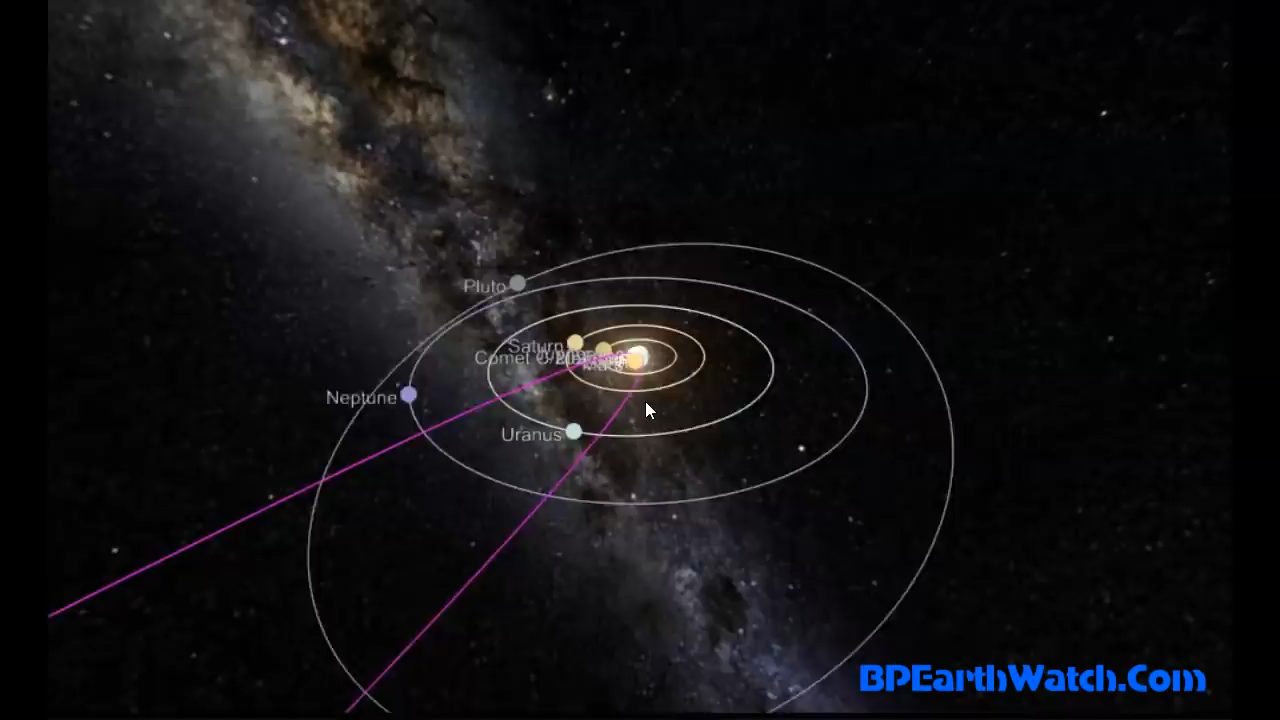 Pluto
Saturn
Comet
Neptune
Uranus
BPEarthWatch.Com